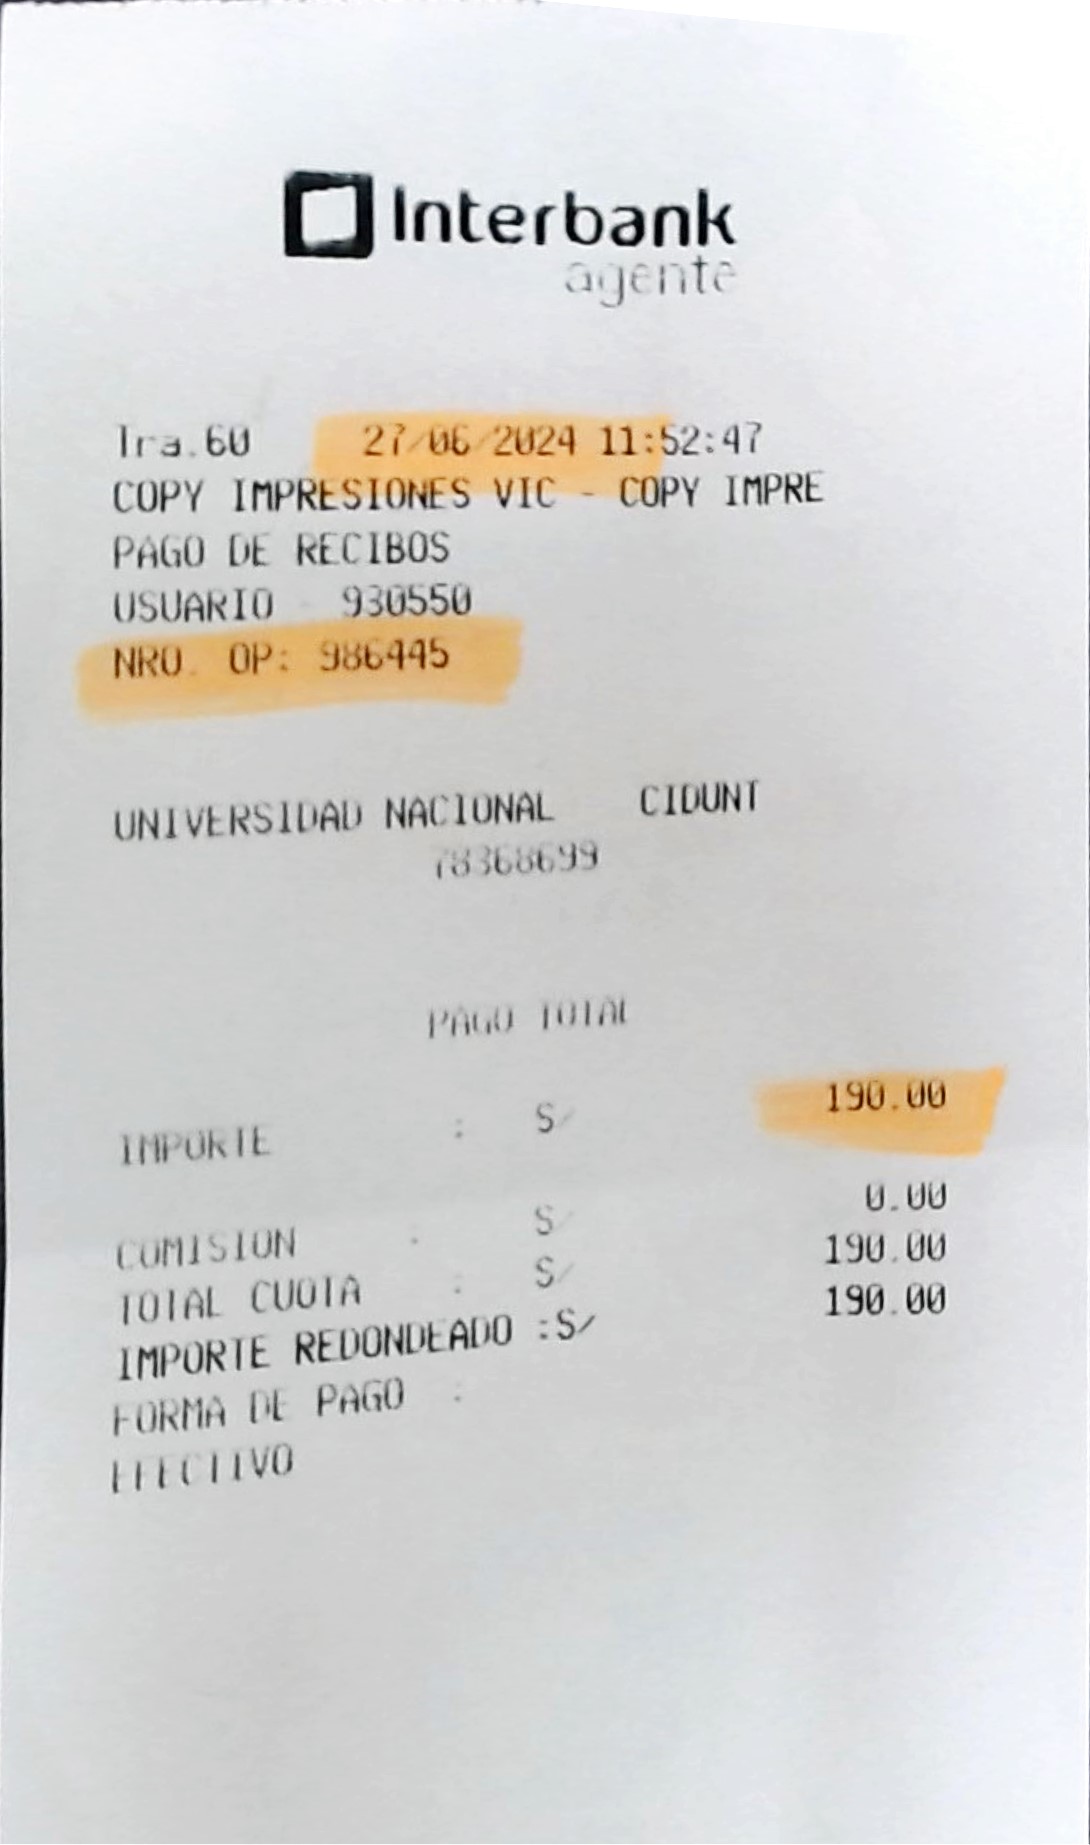 Interbank
agente
Tra.60 27/06/2024 11:52:47
COPY IMPRESIONES VIC - COPY IMPRE
PAGO DE RECIBOS
USUARIO - 930550
NRO. OP: 986445
UNIVERSIDAD NACIONAL CIDUNT
78368699
PAGO TOTAL
IMPORTE : S/ 190.00
COMISION : S/ 0.00
TOTAL CUOTA : S/ 190.00
IMPORTE REDONDEADO :S/ 190.00
FORMA DE PAGO :
EFECTIVO